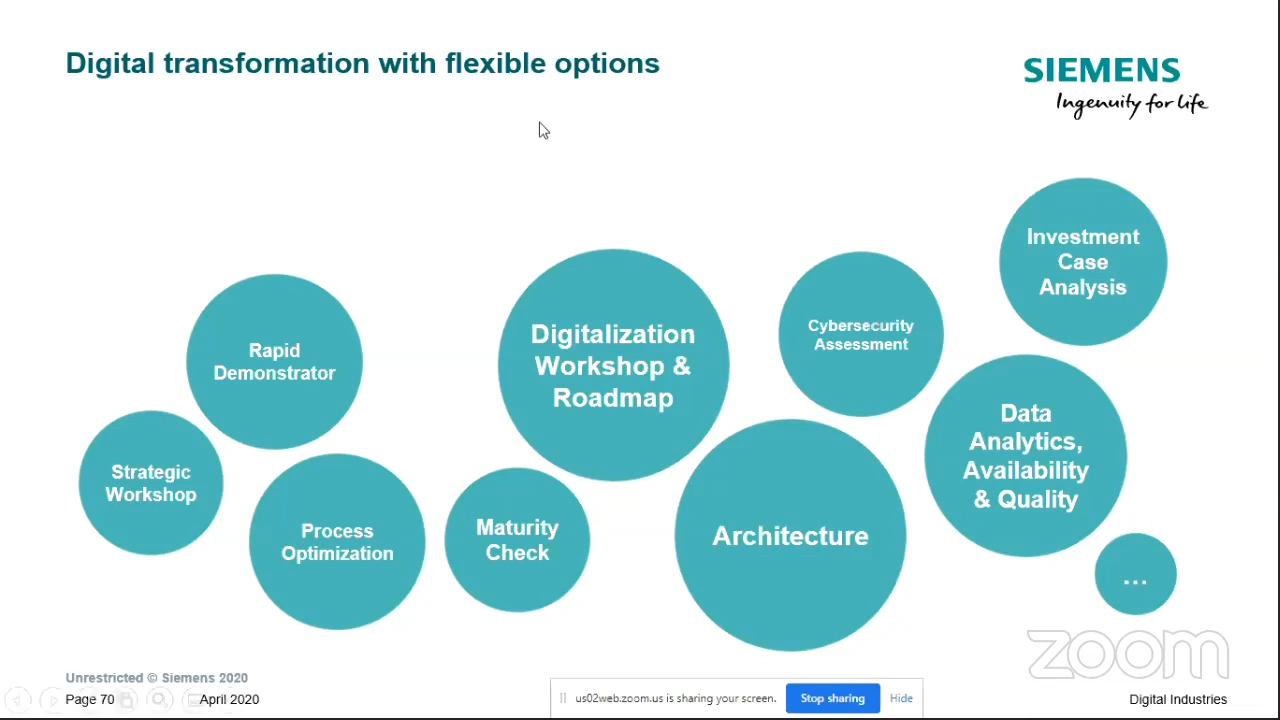 Digital transformation with flexible options
SIEMENS
Ingenuity for life
Investment
Case
Analysis
Digitalization
Workshop &
Roadmap
Cybersecurity
Assessment
Rapid
Demonstrator
Data
Analytics,
Availability
& Quality
Strategic
Workshop
Process
Optimization
Maturity
Check
Architecture
...
zoom
Unrestricted © Siemens 2020
Page 70
April 2020
us02web.zoom.us is sharing your screen.
Stop sharing
Hide
Digital Industries